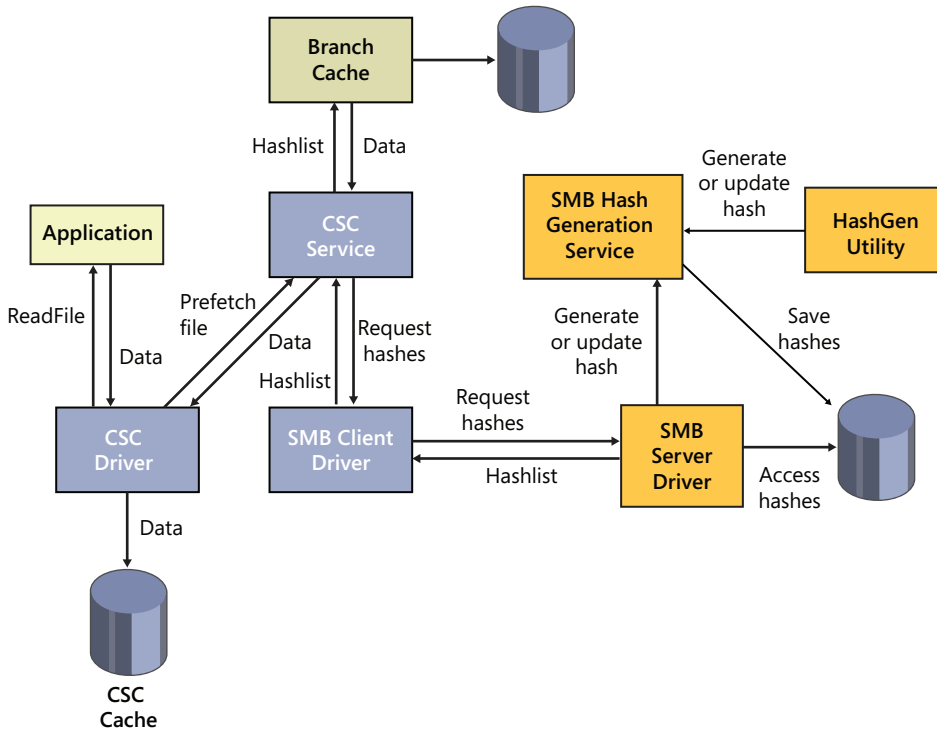 Branch
Cache
Hashlist
Data
Generate
or update
hash
SMB Hash
Generation
Service
HashGen
Utility
Application
CSC
Service
ReadFile
Data
Prefetch
file
Data
Hashlist
Request
hashes
Generate
or update
hash
Save
hashes
CSC
Driver
SMB Client
Driver
Request
hashes
Hashlist
SMB
Server
Driver
Access
hashes
Data
CSC
Cache